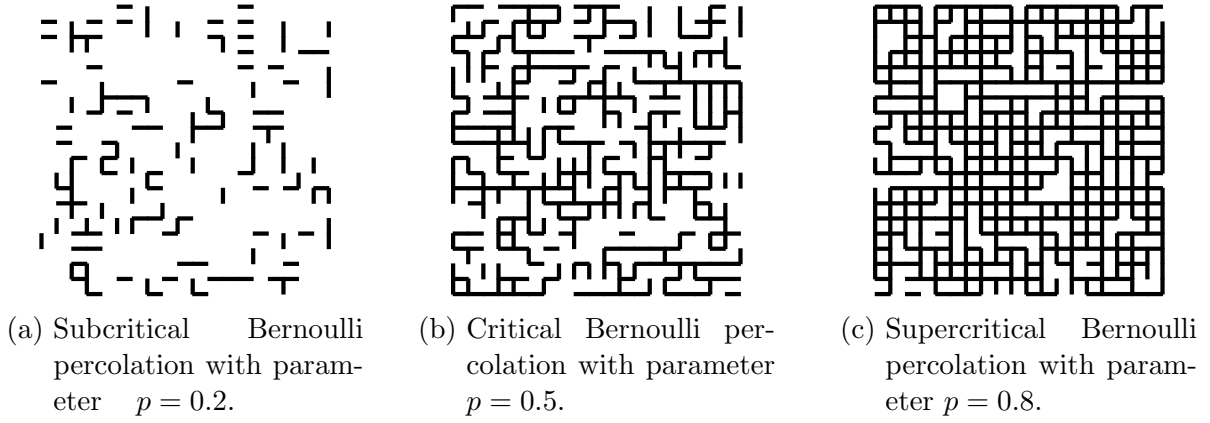 (a) Subcritical Bernoulli
percolation with param-
eter p = 0.2.
(b) Critical Bernoulli per-
colation with parameter
p = 0.5.
(c) Supercritical Bernoulli
percolation with param-
eter p = 0.8.